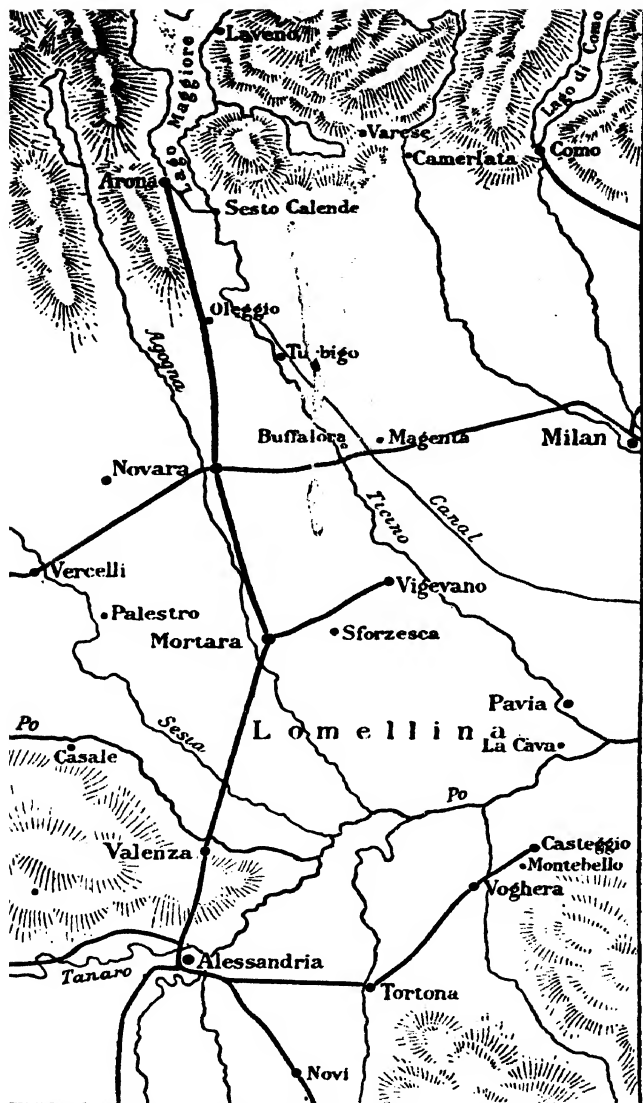 Laveno
Lago Maggiore
Lago di Como
Varese
Camerlata
Como
Arona
Sesto Calende
Oleggio
Agogna
Tu bigo
Buffalora
Magenta
Milan
Novara
Ticino
Canal
Vercelli
Vigevano
Palestro
Mortara
Sforzesca
Pavia
Po
Lomellina
Sesia
La Cava
Casale
Po
Valenza
Casteggio
Montebello
Voghera
Alessandria
Tanaro
Tortona
Novi